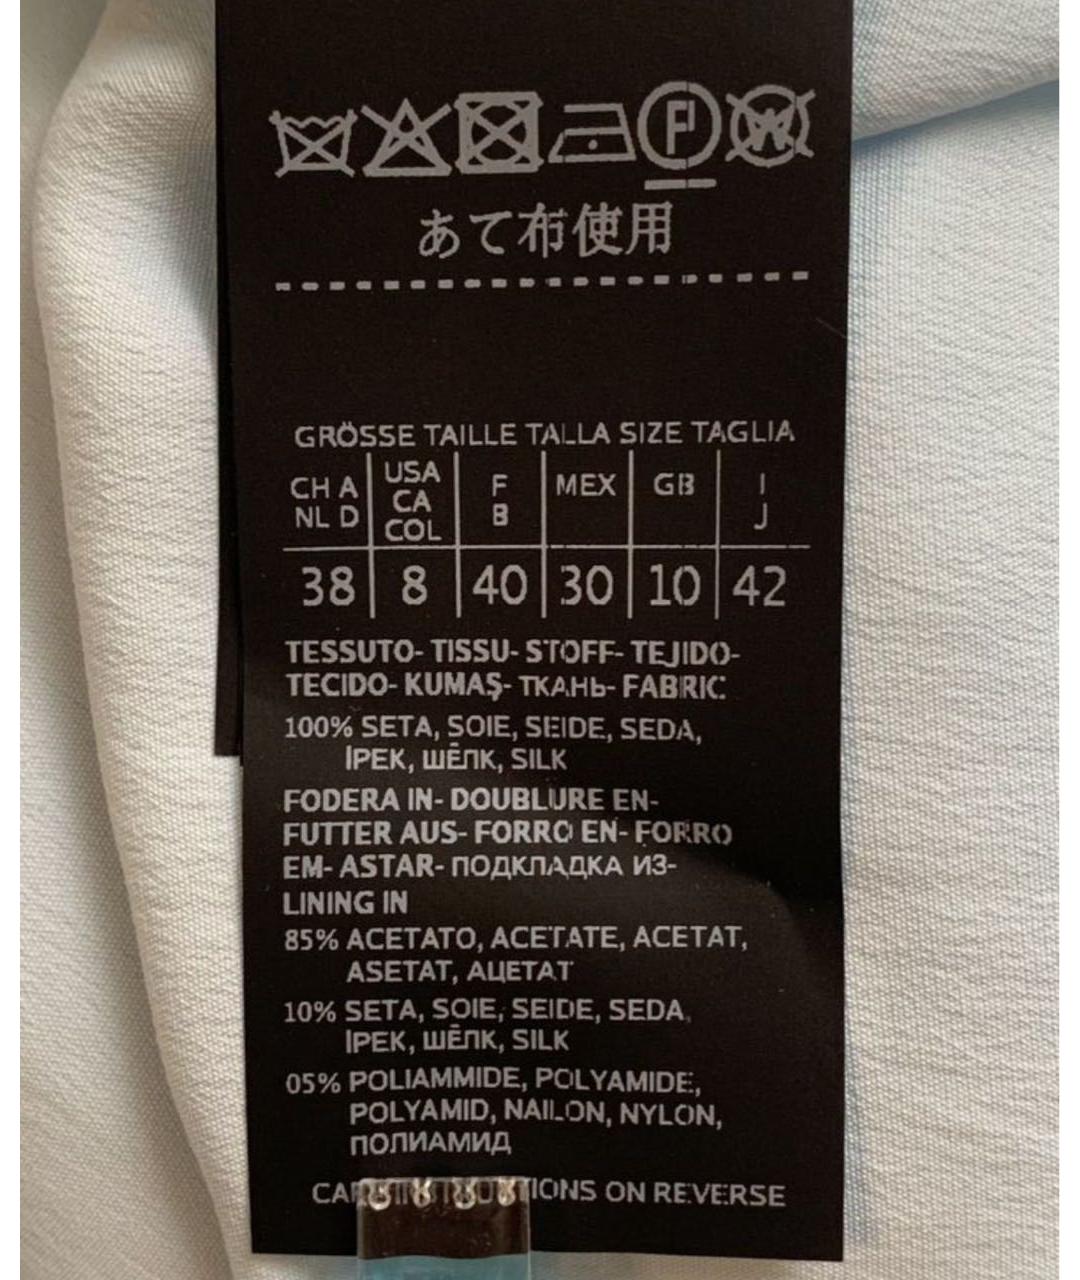 F W
あて布使用
GRÖSSE TAILLE TALLA SIZE TAGLIA
CH A NL D USA CA COL F B MEX GB I J
38 8 40 30 10 42
TESSUTO- TISSU- STOFF- TEJIDO-
TECIDO- KUMAŞ- ТКАНЬ- FABRIC:
100% SETA, SOIE, SEIDE, SEDA,
İPEK, ШЁЛК, SILK
FODERA IN- DOUBLURE EN-
FUTTER AUS- FORRO EN- FORRO
EM- ASTAR- ПОДКЛАДКА ИЗ-
LINING IN
85% ACETATO, ACETATE, ACETAT,
ASETAT, АЦЕТАТ
10% SETA, SOIE, SEIDE, SEDA,
İPEK, ШЁЛК, SILK
05% POLIAMMIDE, POLYAMIDE,
POLYAMID, NAILON, NYLON,
ПОЛИАМИД
ON REVERSE